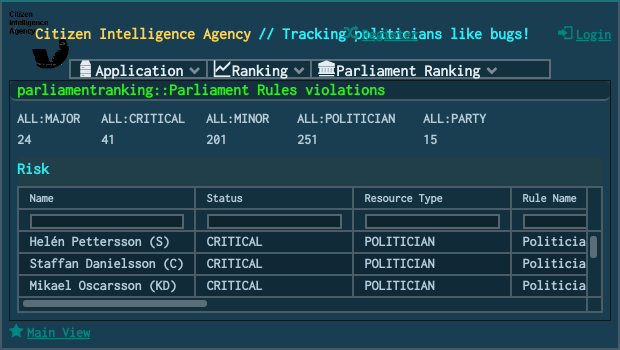 Citizen
Intelligence
Agency
Citizen Intelligence Agency // Tracking politicians like bugs!
Register
Login
Application
Ranking
Parliament Ranking
parliamentranking::Parliament Rules violations
ALL:MAJOR ALL:CRITICAL ALL:MINOR ALL:POLITICIAN ALL:PARTY
24 41 201 251 15
Risk
Name Status Resource Type Rule Name
Helén Pettersson (S) CRITICAL POLITICIAN Politicia
Staffan Danielsson (C) CRITICAL POLITICIAN Politicia
Mikael Oscarsson (KD) CRITICAL POLITICIAN Politicia
Main View